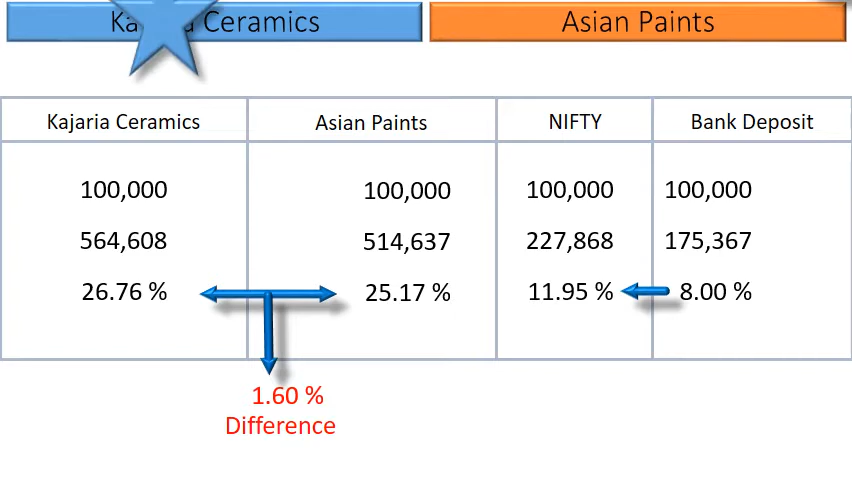 Ka a Ceramics
Asian Paints
Kajaria Ceramics Asian Paints NIFTY Bank Deposit
100,000 100,000 100,000 100,000
564,608 514,637 227,868 175,367
26.76 % 25.17 % 11.95 % 8.00 %
1.60 %
Difference